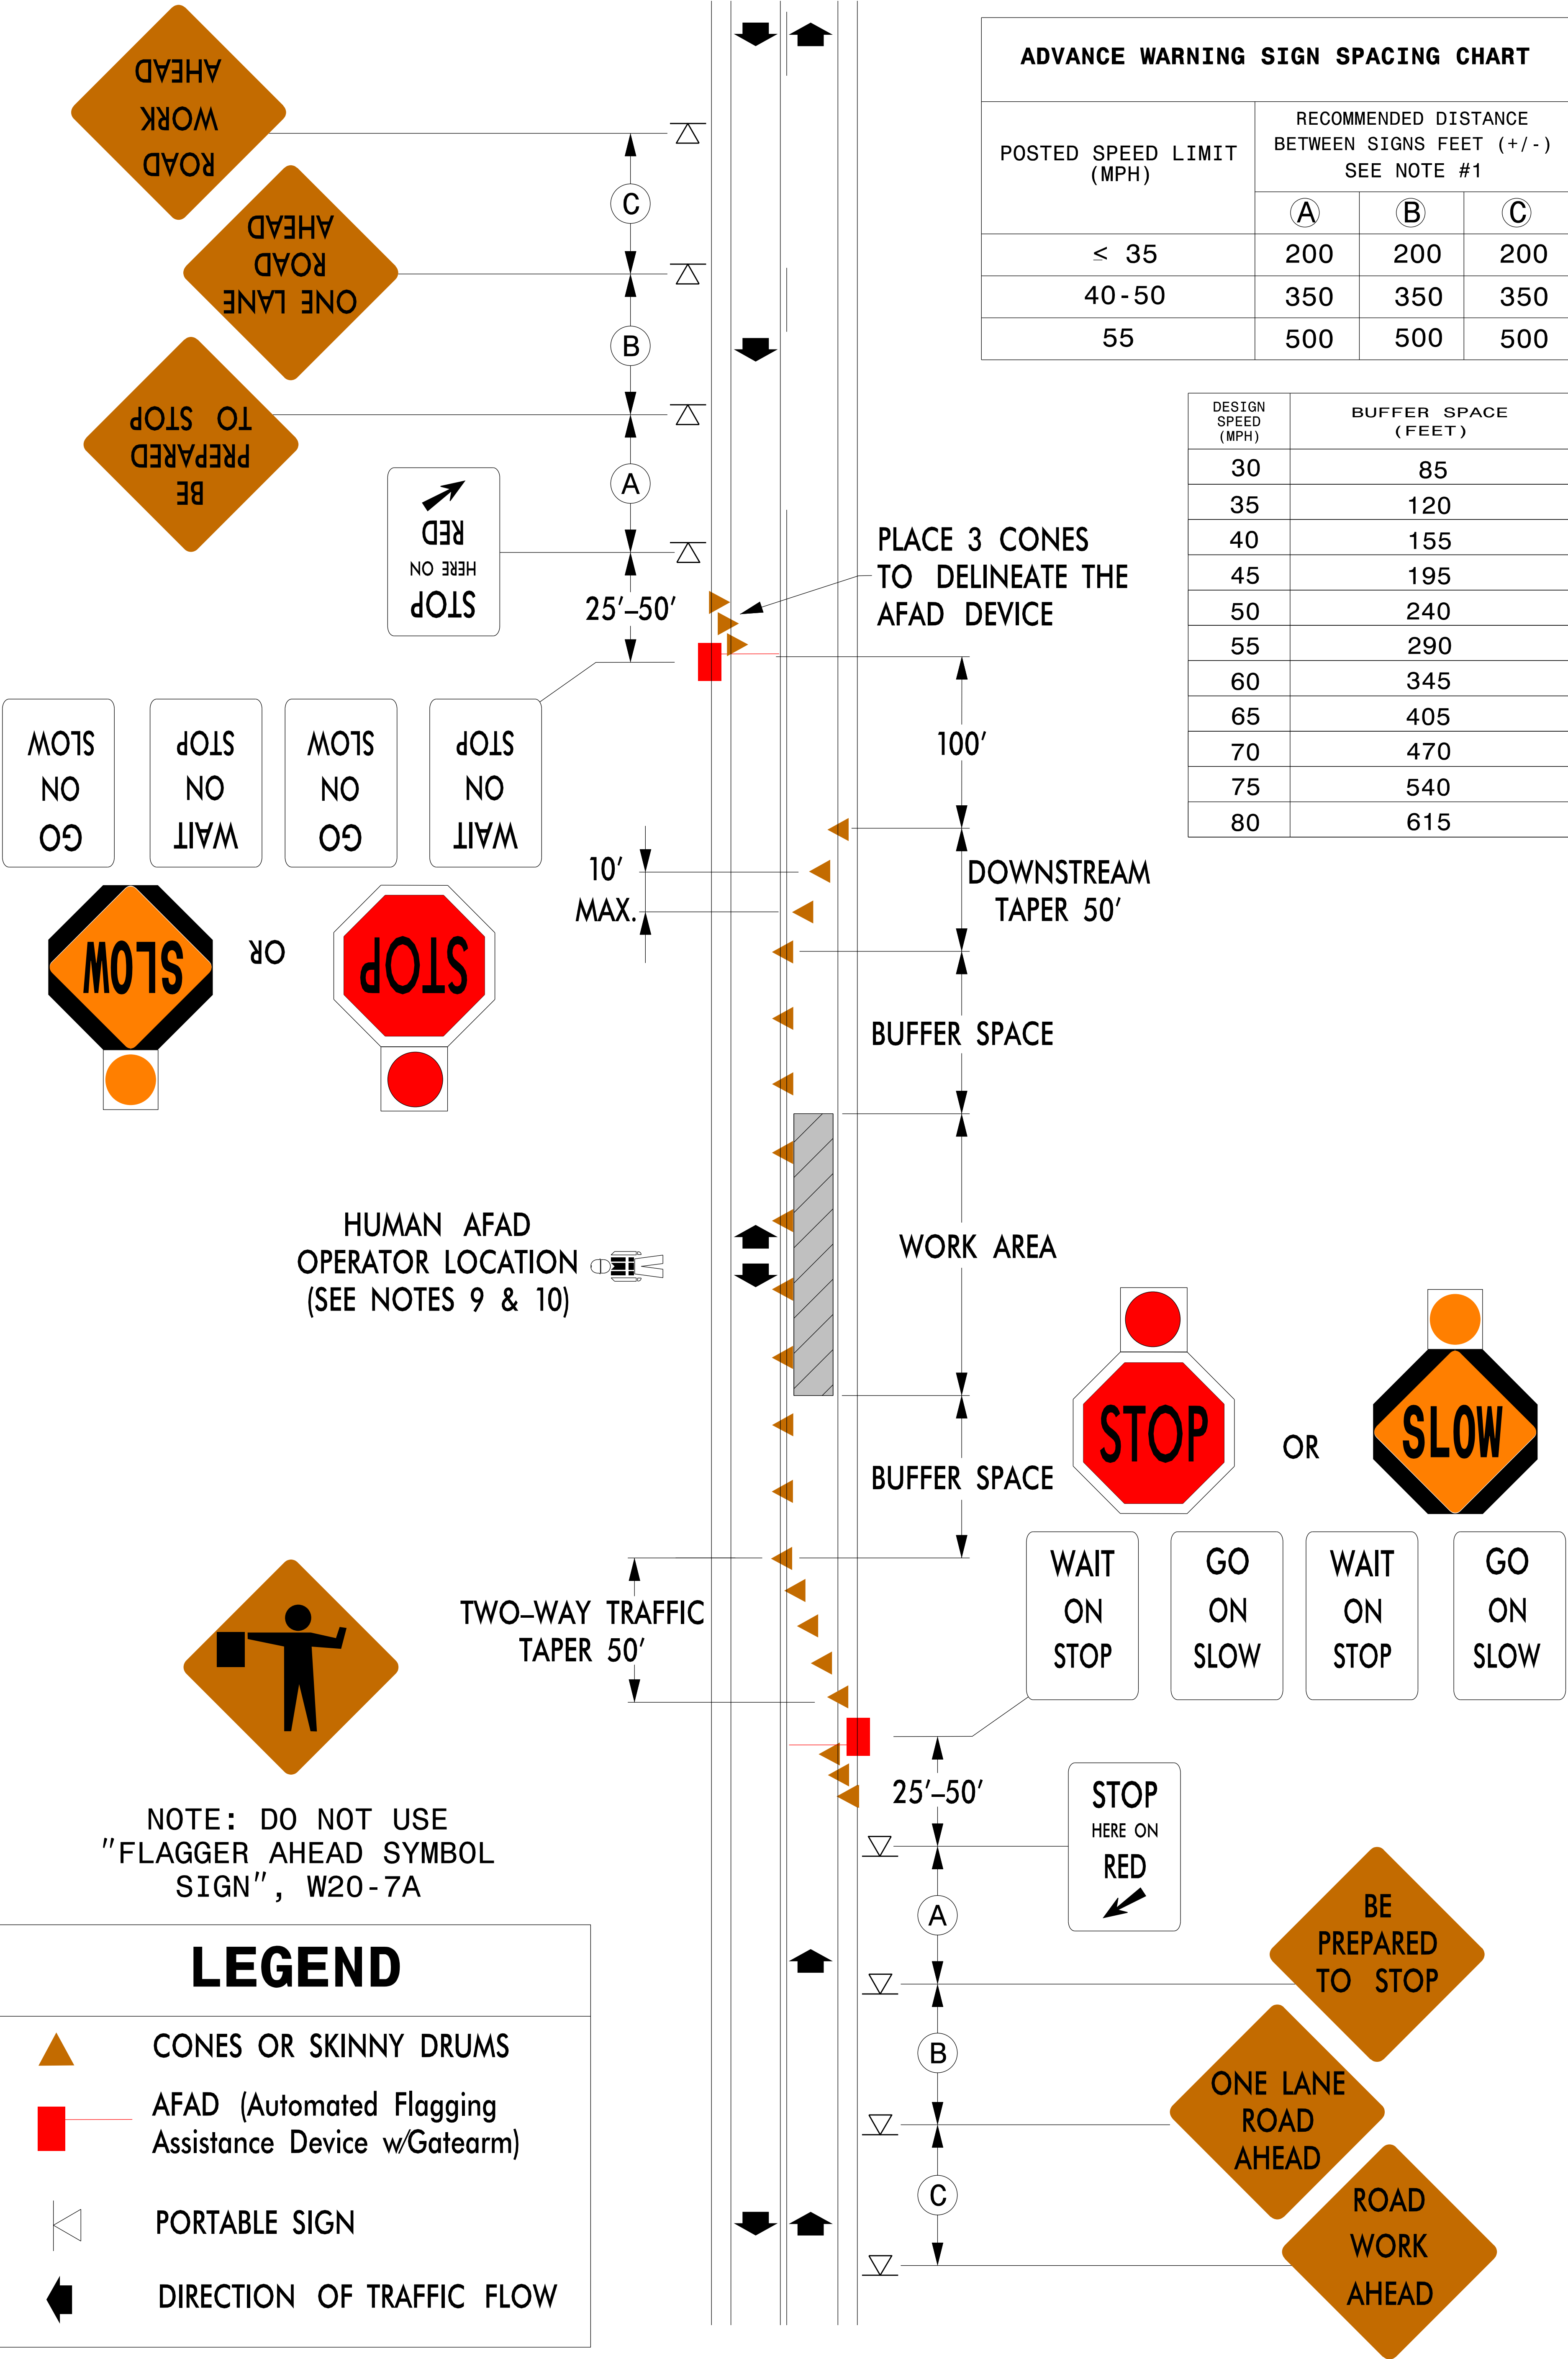 ADVANCE WARNING SIGN SPACING CHART
POSTED SPEED LIMIT
(MPH)
RECOMMENDED DISTANCE
BETWEEN SIGNS FEET (+/-)
SEE NOTE #1
A B C
≤ 35 200 200 200
40-50 350 350 350
55 500 500 500
DESIGN
SPEED
(MPH)
BUFFER SPACE
(FEET)
30 85
35 120
40 155
45 195
50 240
55 290
60 345
65 405
70 470
75 540
80 615
ROAD
WORK
AHEAD
C
ONE LANE
ROAD
AHEAD
B
BE
PREPARED
TO STOP
A
STOP
HERE ON
RED
25'–50'
PLACE 3 CONES
TO DELINEATE THE
AFAD DEVICE
100'
WAIT
ON
STOP
GO
ON
SLOW
WAIT
ON
STOP
GO
ON
SLOW
10'
MAX.
DOWNSTREAM
TAPER 50'
STOP
OR
SLOW
BUFFER SPACE
HUMAN AFAD
OPERATOR LOCATION
(SEE NOTES 9 & 10)
WORK AREA
BUFFER SPACE
STOP
OR
SLOW
WAIT
ON
STOP
GO
ON
SLOW
WAIT
ON
STOP
GO
ON
SLOW
TWO–WAY TRAFFIC
TAPER 50'
25'–50'
STOP
HERE ON
RED
NOTE: DO NOT USE
"FLAGGER AHEAD SYMBOL
SIGN", W20-7A
A
BE
PREPARED
TO STOP
B
ONE LANE
ROAD
AHEAD
C
ROAD
WORK
AHEAD
LEGEND
CONES OR SKINNY DRUMS
AFAD (Automated Flagging
Assistance Device w/Gatearm)
PORTABLE SIGN
DIRECTION OF TRAFFIC FLOW